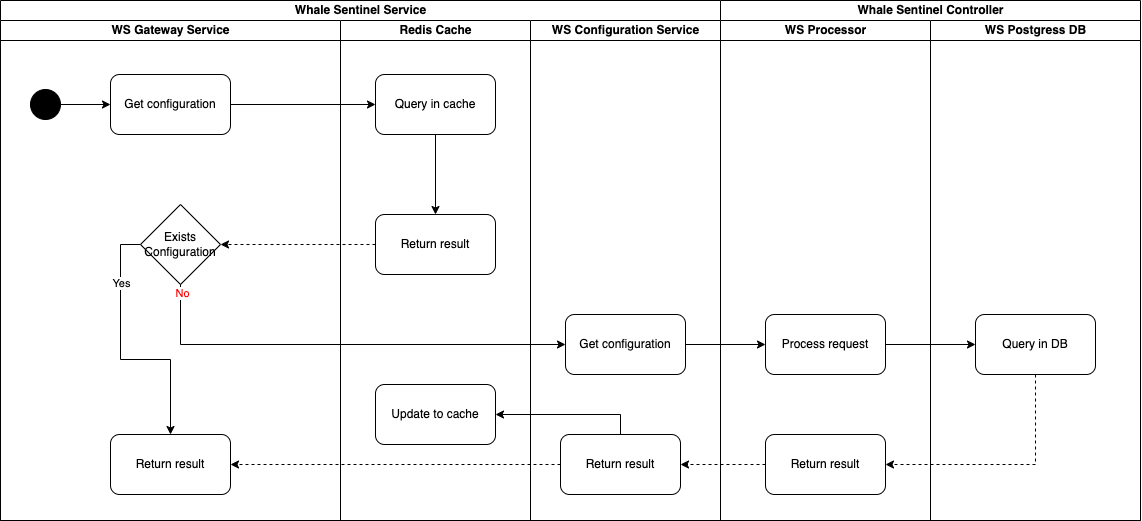 Whale Sentinel Service
Whale Sentinel Controller
WS Gateway Service
Redis Cache
WS Configuration Service
WS Processor
WS Postgress DB
Get configuration
Query in cache
Exists
Configuration
Return result
Yes
No
Get configuration
Process request
Query in DB
Update to cache
Return result
Return result
Return result